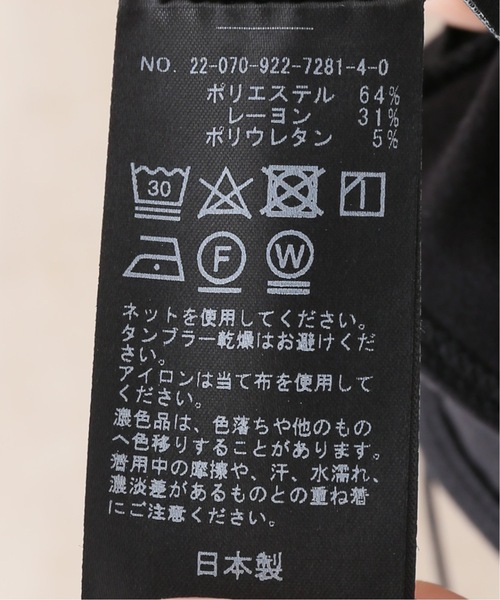 NO. 22-070-922-7281-4-0
ポリエステル 64%
レーヨン 31%
ポリウレタン 5%
30
F W
ネットを使用してください。
タンブラー乾燥はお避けくだ
さい。
アイロンは当て布を使用して
ください。
濃色品は、色落ちや他のもの
へ色移りすることがあります。
着用中の摩擦や、汗、水濡れ、
濃淡差があるものとの重ね着
にご注意ください。
日本製